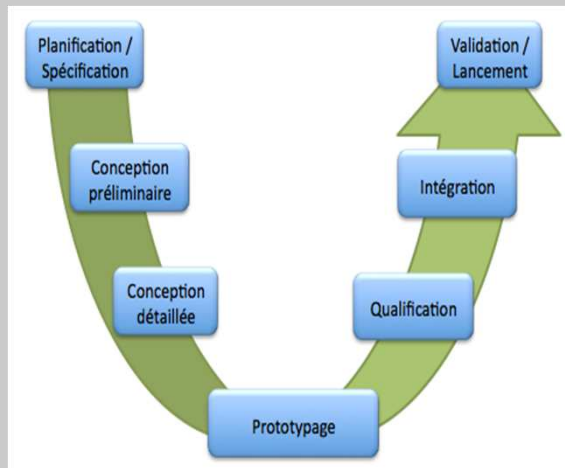 Planification /
Spécification
Conception
préliminaire
Conception
détaillée
Prototypage
Qualification
Intégration
Validation /
Lancement